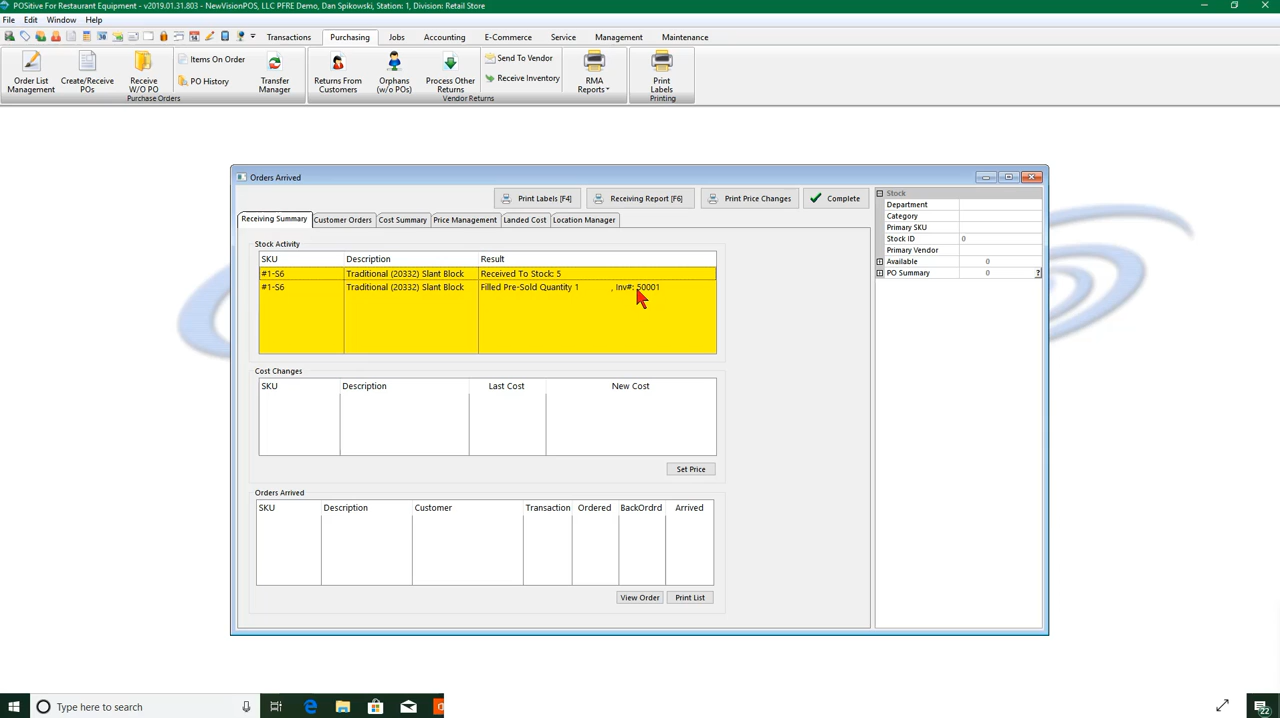 POSitive For Restaurant Equipment - v2019.01.31.803 - NewVisionPOS, LLC PFRE Demo, Dan Spikowski, Station: 1, Division: Retail Store
File Edit Window Help
Transactions Purchasing Jobs Accounting E-Commerce Service Management Maintenance
Order List Management
Create/Receive POs
Receive W/O PO
Items On Order
PO History
Transfer Manager
Purchase Orders
Returns From Customers
Orphans (w/o POs)
Process Other Returns
Send To Vendor
Receive Inventory
Vendor Returns
RMA Reports
Print Labels
Printing
Orders Arrived
Print Labels [F4] Receiving Report [F6] Print Price Changes Complete
Receiving Summary Customer Orders Cost Summary Price Management Landed Cost Location Manager
Stock Activity
SKU Description Result
#1-S6 Traditional (20332) Slant Block Received To Stock: 5
#1-S6 Traditional (20332) Slant Block Filled Pre-Sold Quantity 1 , Inv#: 50001
Cost Changes
SKU Description Last Cost New Cost
Set Price
Orders Arrived
SKU Description Customer Transaction Ordered BackOrdrd Arrived
View Order Print List
Stock
Department
Category
Primary SKU
Stock ID 0
Primary Vendor
Available 0
PO Summary 0 ?
Type here to search
22